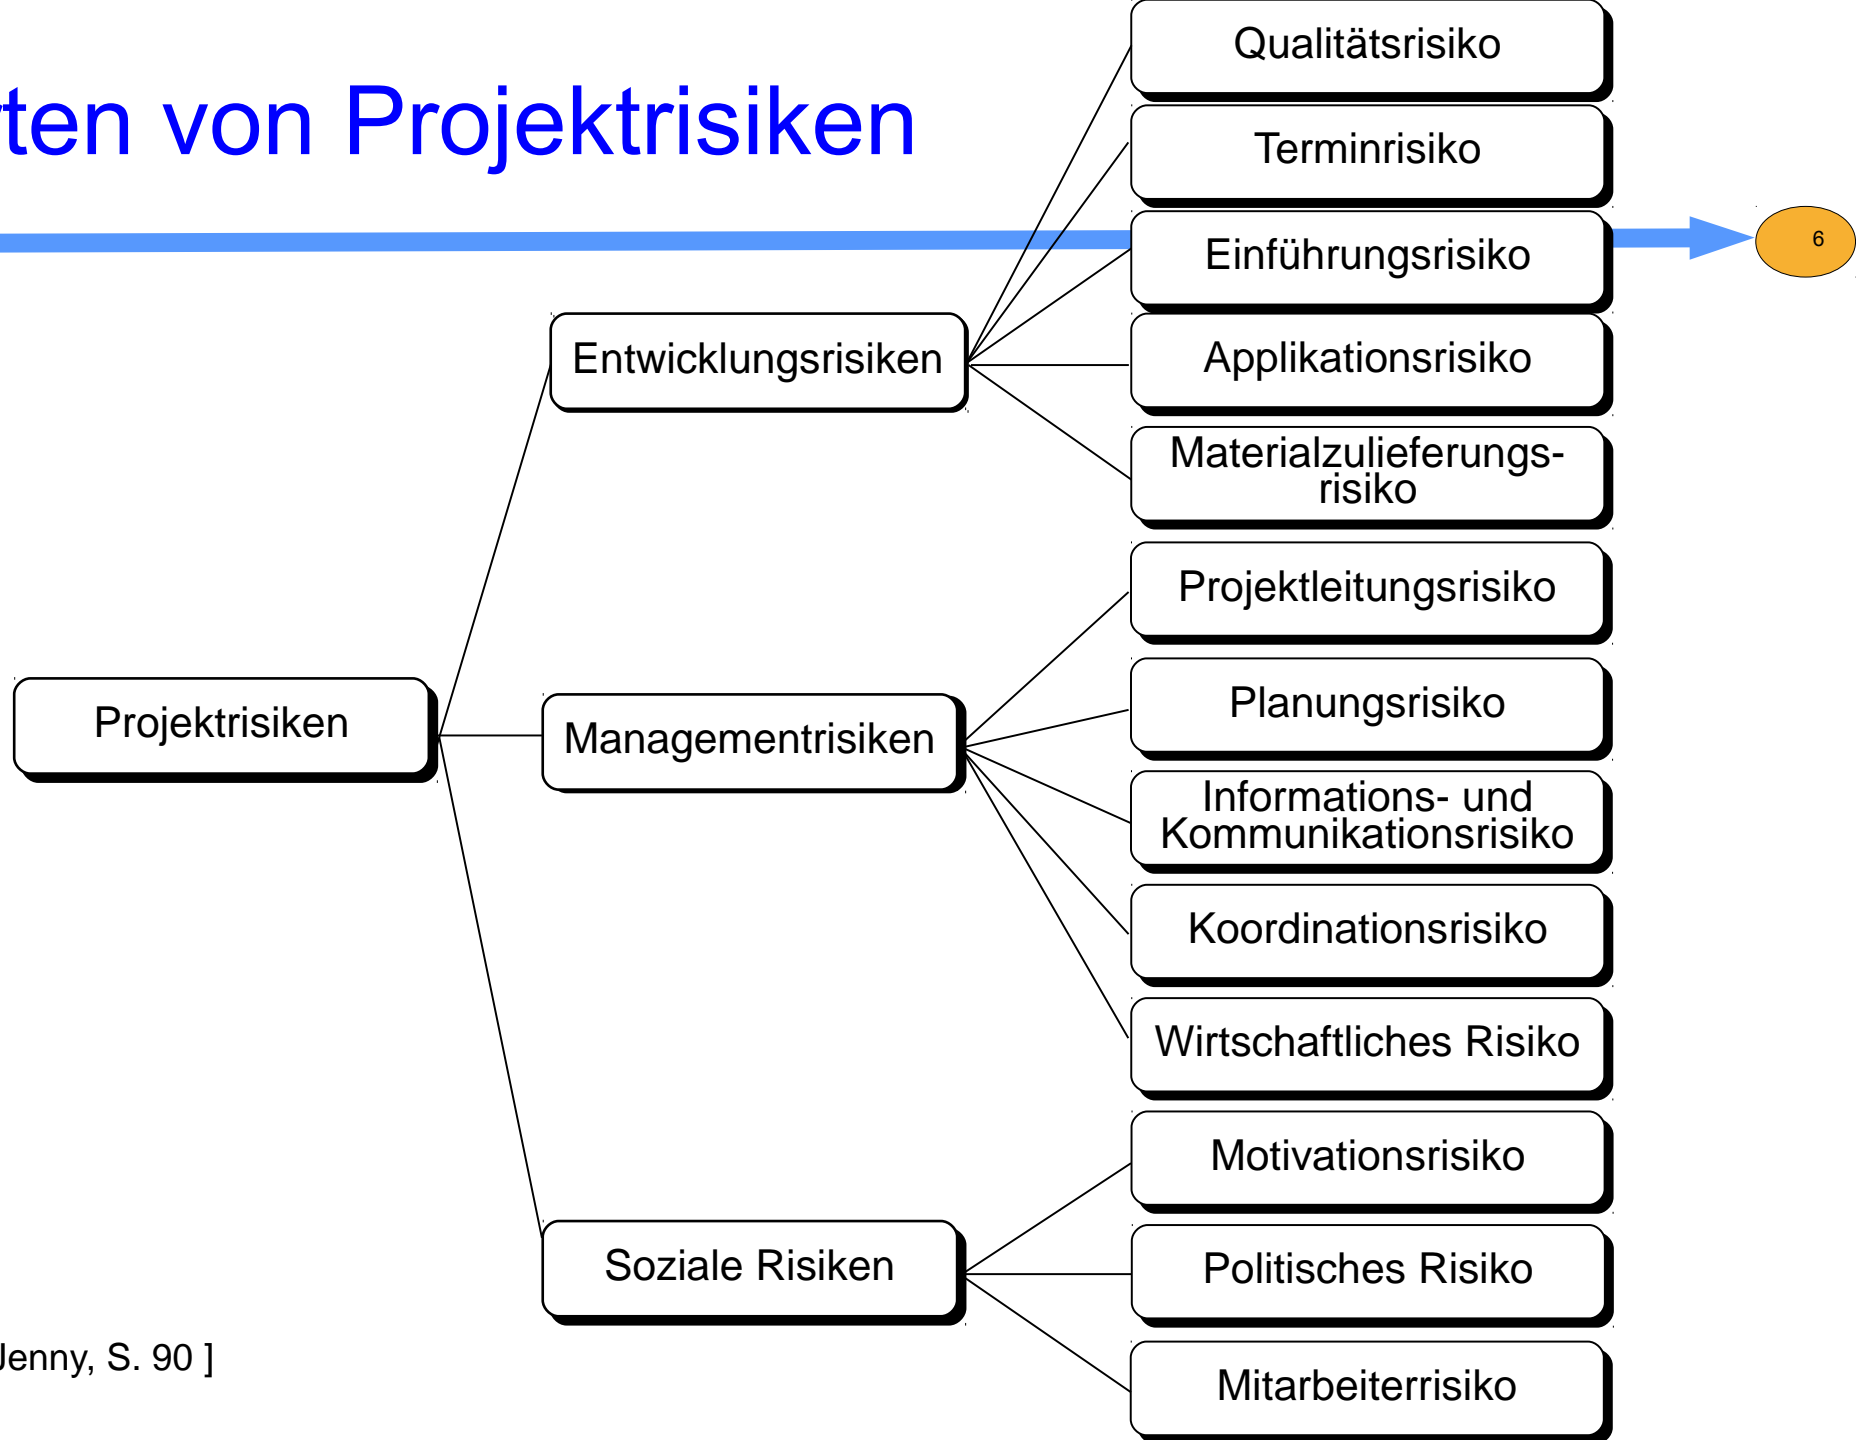 ten von Projektrisiken
6
Projektrisiken
Entwicklungsrisiken
Qualitätsrisiko
Terminrisiko
Einführungsrisiko
Applikationsrisiko
Materialzulieferungs-
risiko
Managementrisiken
Projektleitungsrisiko
Planungsrisiko
Informations- und
Kommunikationsrisiko
Koordinationsrisiko
Wirtschaftliches Risiko
Soziale Risiken
Motivationsrisiko
Politisches Risiko
Mitarbeiterrisiko
Jenny, S. 90 ]